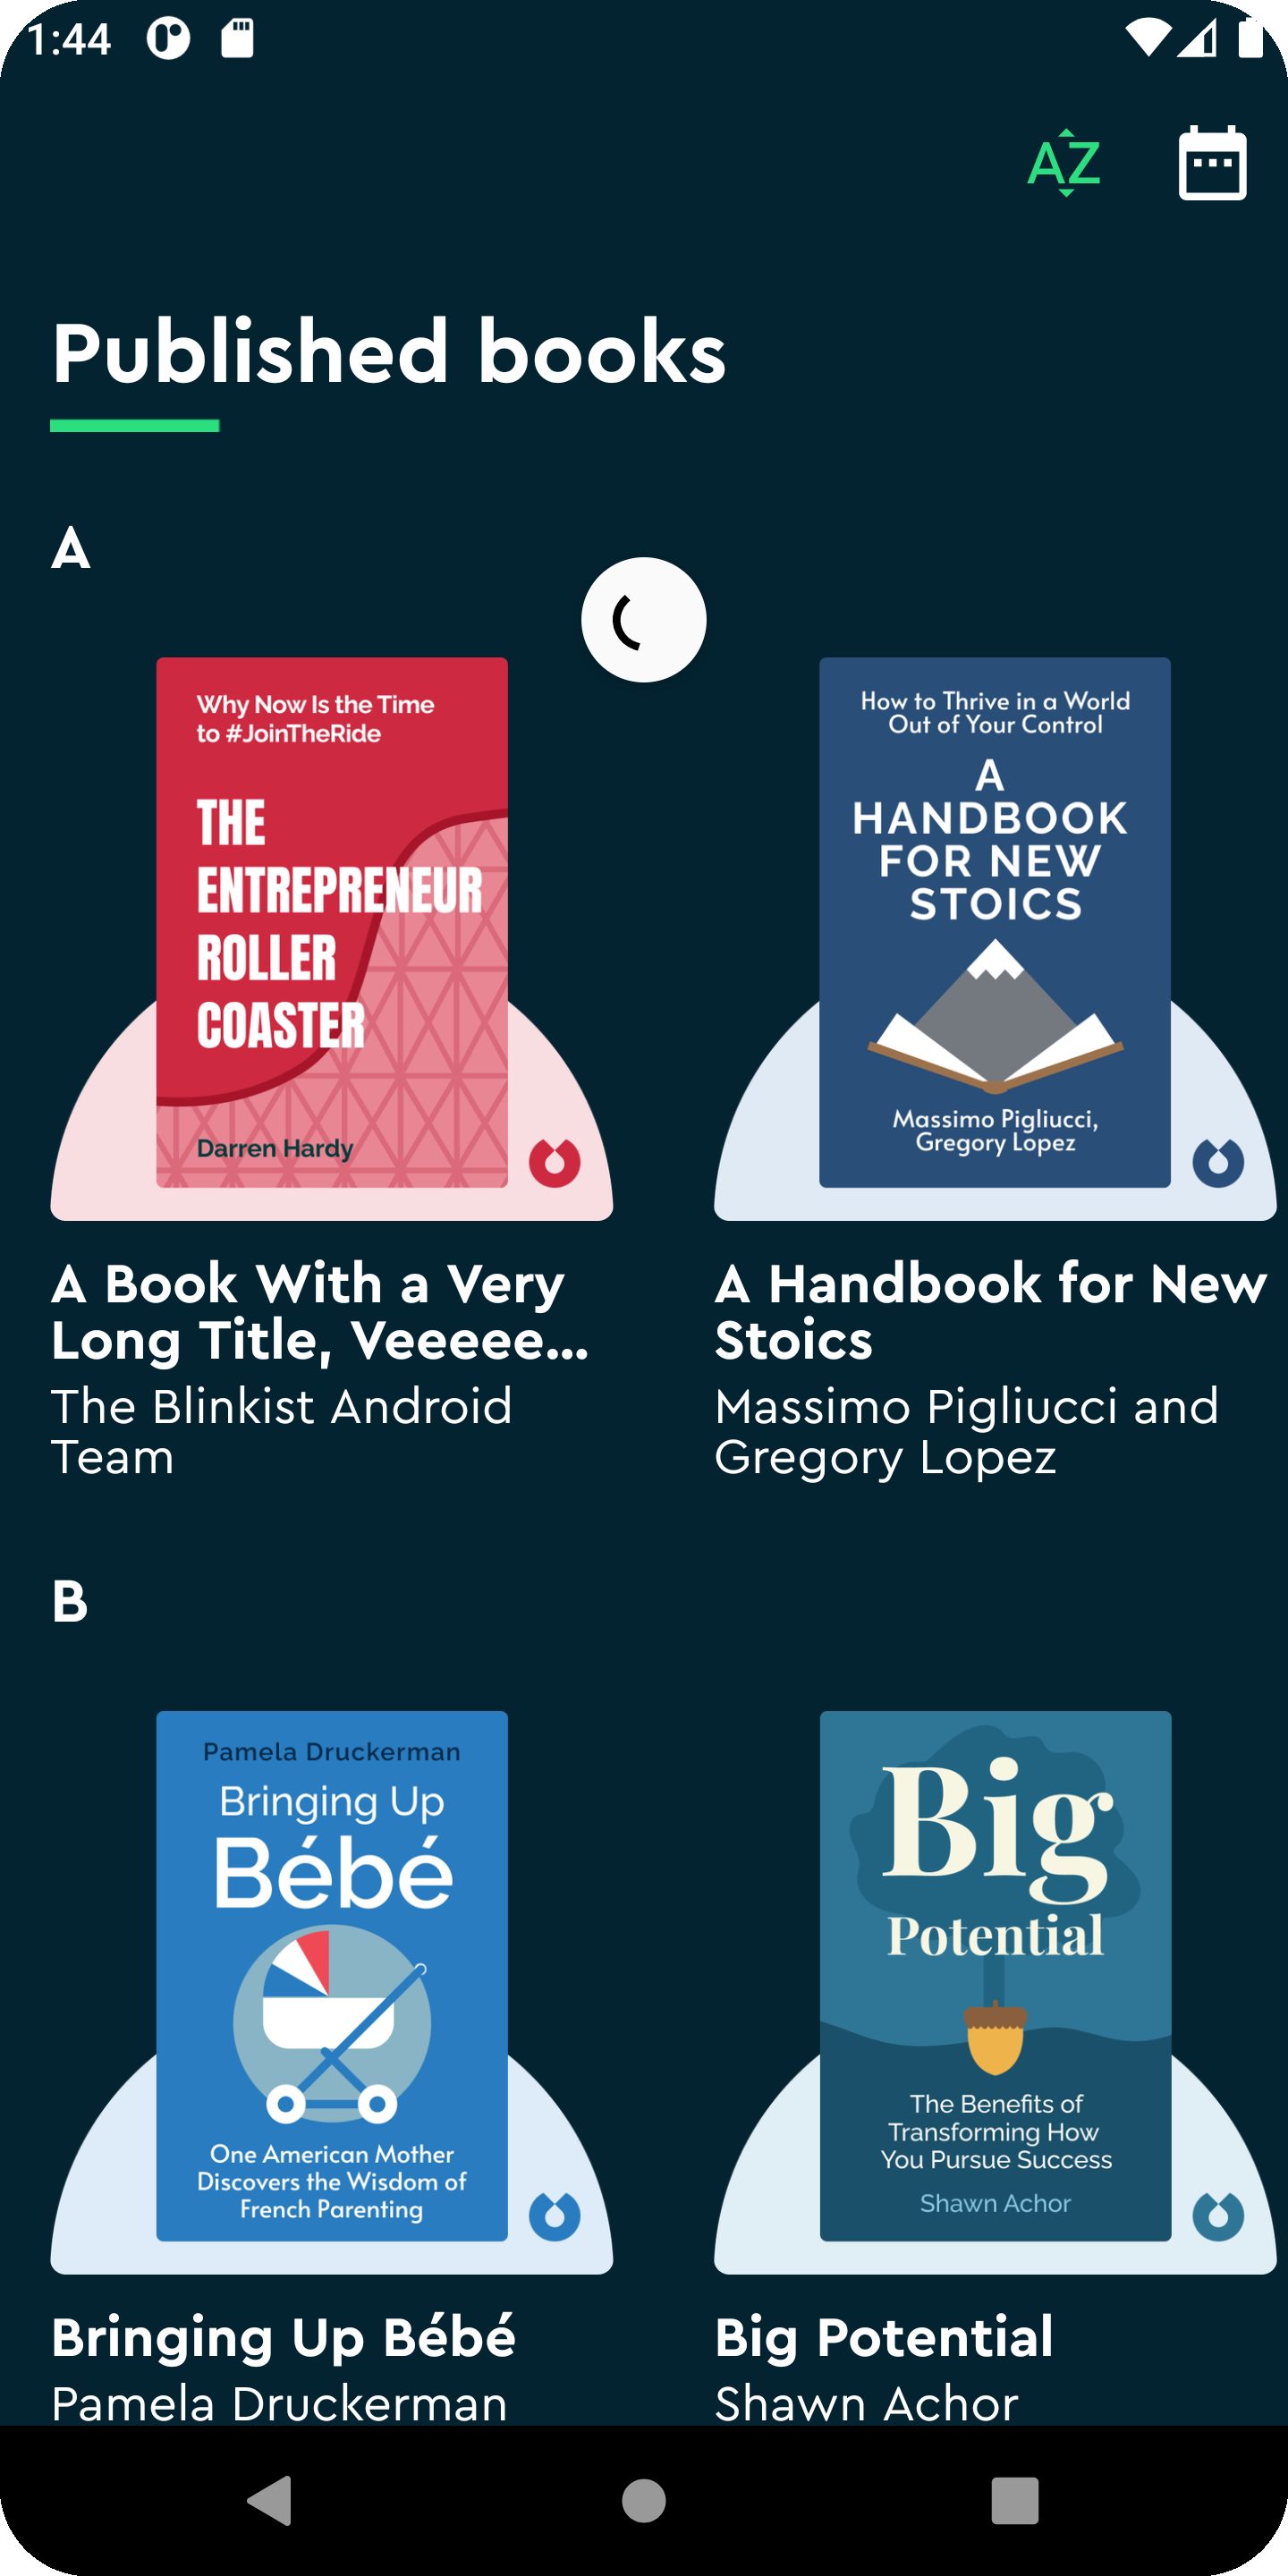 1:44
AZ
Published books
A
Why Now Is the Time
to #JoinTheRide
THE
ENTREPRENEUR
ROLLER
COASTER
Darren Hardy
How to Thrive in a World
Out of Your Control
A
HANDBOOK
FOR NEW
STOICS
Massimo Pigliucci,
Gregory Lopez
A Book With a Very
Long Title, Veeeee...
The Blinkist Android
Team
A Handbook for New
Stoics
Massimo Pigliucci and
Gregory Lopez
B
Pamela Druckerman
Bringing Up
Bébé
One American Mother
Discovers the Wisdom of
French Parenting
Big
Potential
The Benefits of
Transforming How
You Pursue Success
Shawn Achor
Bringing Up Bébé
Pamela Druckerman
Big Potential
Shawn Achor